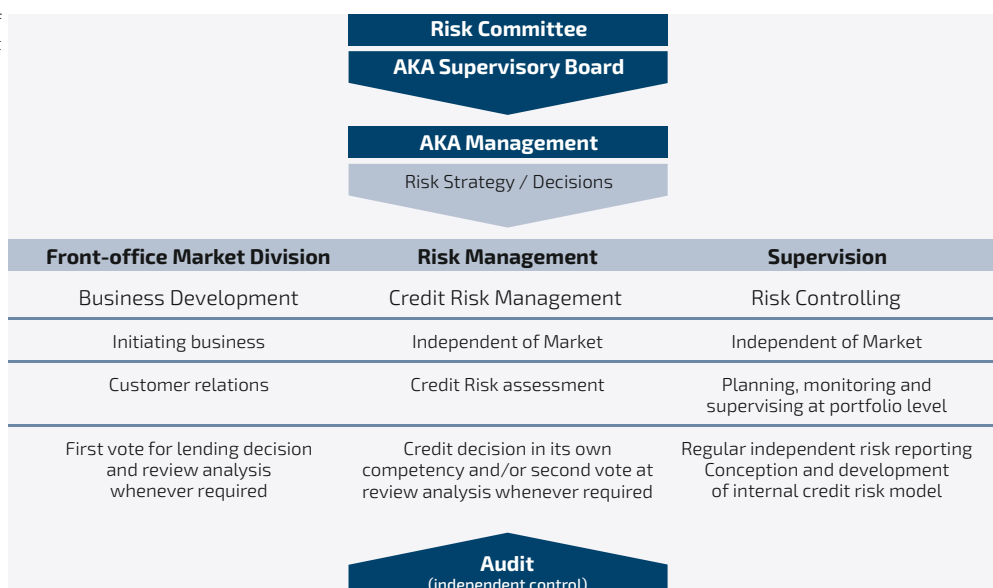 Risk Committee
AKA Supervisory Board
AKA Management
Risk Strategy / Decisions
Front-office Market Division
Risk Management
Supervision
Business Development
Credit Risk Management
Risk Controlling
Initiating business
Independent of Market
Independent of Market
Customer relations
Credit Risk assessment
Planning, monitoring and
supervising at portfolio level
First vote for lending decision
and review analysis
whenever required
Credit decision in its own
competency and/or second vote at
review analysis whenever required
Regular independent risk reporting
Conception and development
of internal credit risk model
Audit
(independent control)